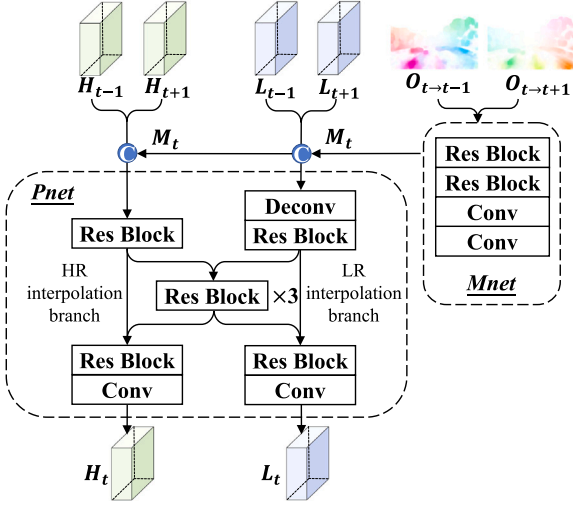 H_{t-1} H_{t+1} L_{t-1} L_{t+1} O_{t→t-1} O_{t→t+1}
M_t M_t
C C
Pnet
Res Block
Deconv
Res Block
HR
interpolation
branch
Res Block ×3
LR
interpolation
branch
Res Block
Conv
Res Block
Conv
H_t L_t
Res Block
Res Block
Conv
Conv
Mnet